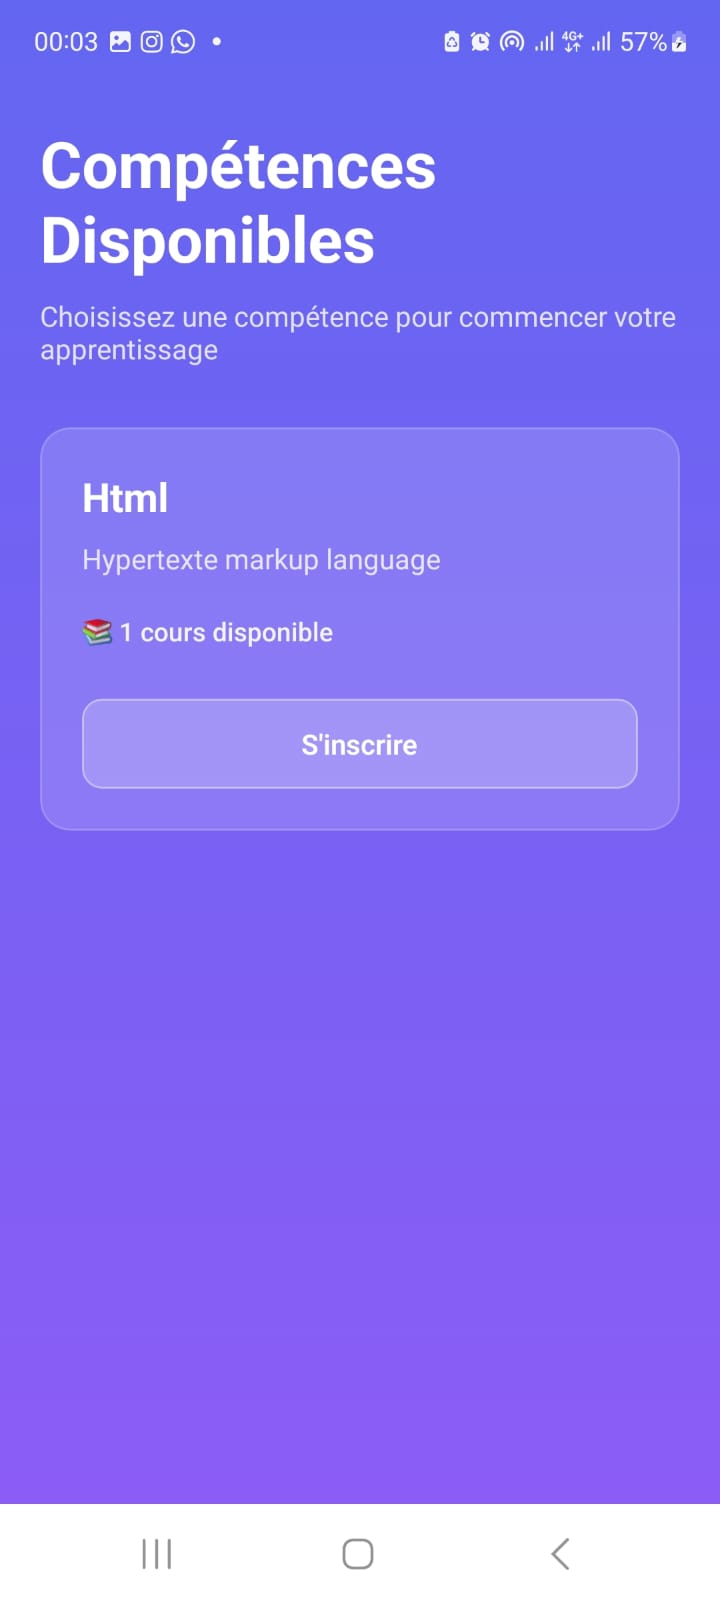 00:03
4G+
57%
Compétences
Disponibles
Choisissez une compétence pour commencer votre
apprentissage
Html
Hypertexte markup language
1 cours disponible
S'inscrire